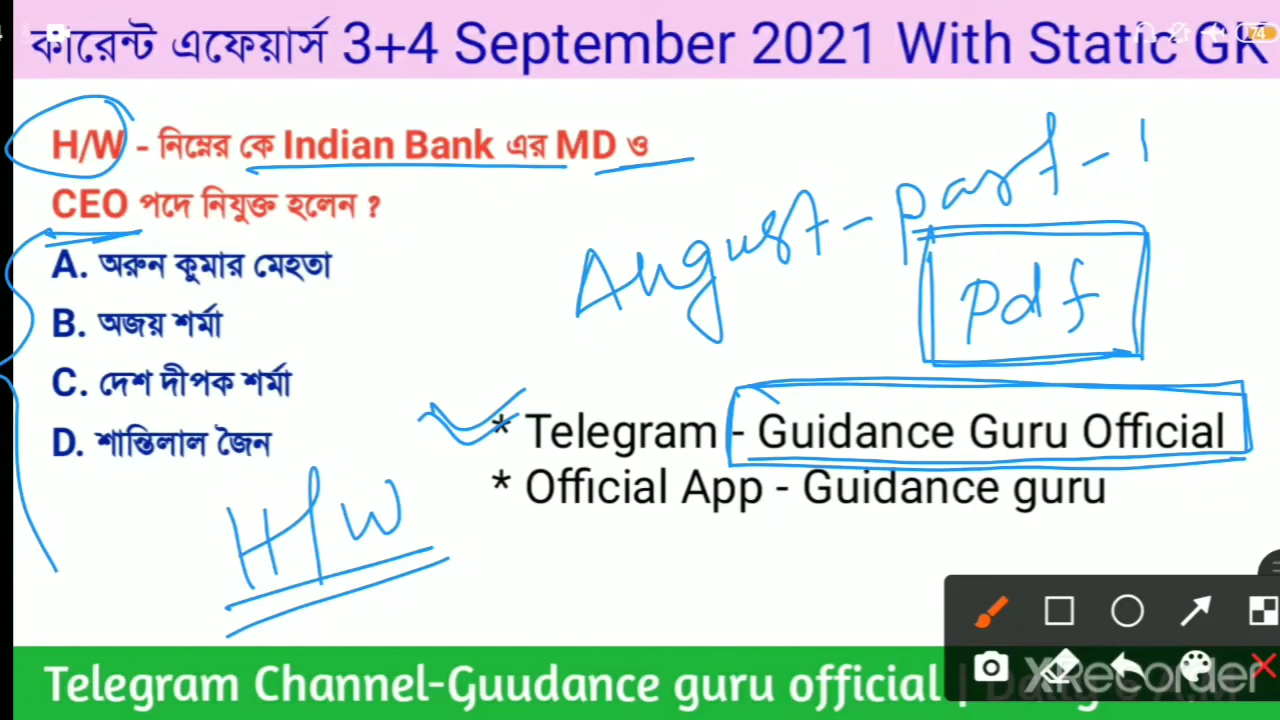 কারেন্ট এফেয়ার্স 3+4 September 2021 With Static GK
74
H/W - নিম্নের কে Indian Bank এর MD ও
CEO পদে নিযুক্ত হলেন ?
A. অরুন কুমার মেহতা
B. অজয় শর্মা
C. দেশ দীপক শর্মা
D. শান্তিলাল জৈন
August - Part - 1
Pdf
* Telegram - Guidance Guru Official
* Official App - Guidance guru
H/W
Telegram Channel-Guudance guru official |
XRecorder